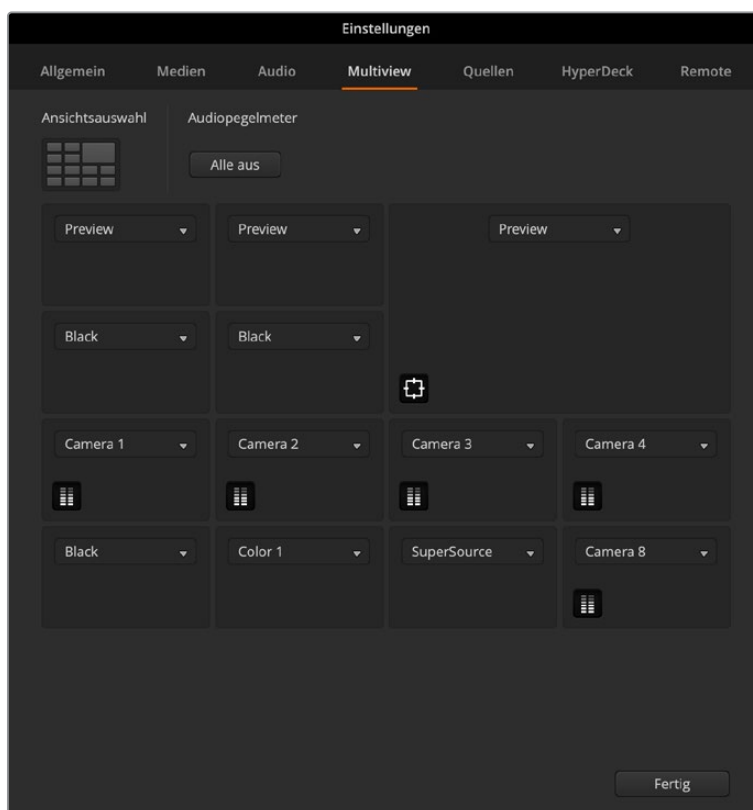 Einstellungen
Allgemein Medien Audio Multiview Quellen HyperDeck Remote
Ansichtsauswahl Audiopegelmeter
Alle aus
Preview Preview Preview
Black Black
Camera 1 Camera 2 Camera 3 Camera 4
Black Color 1 SuperSource Camera 8
Fertig